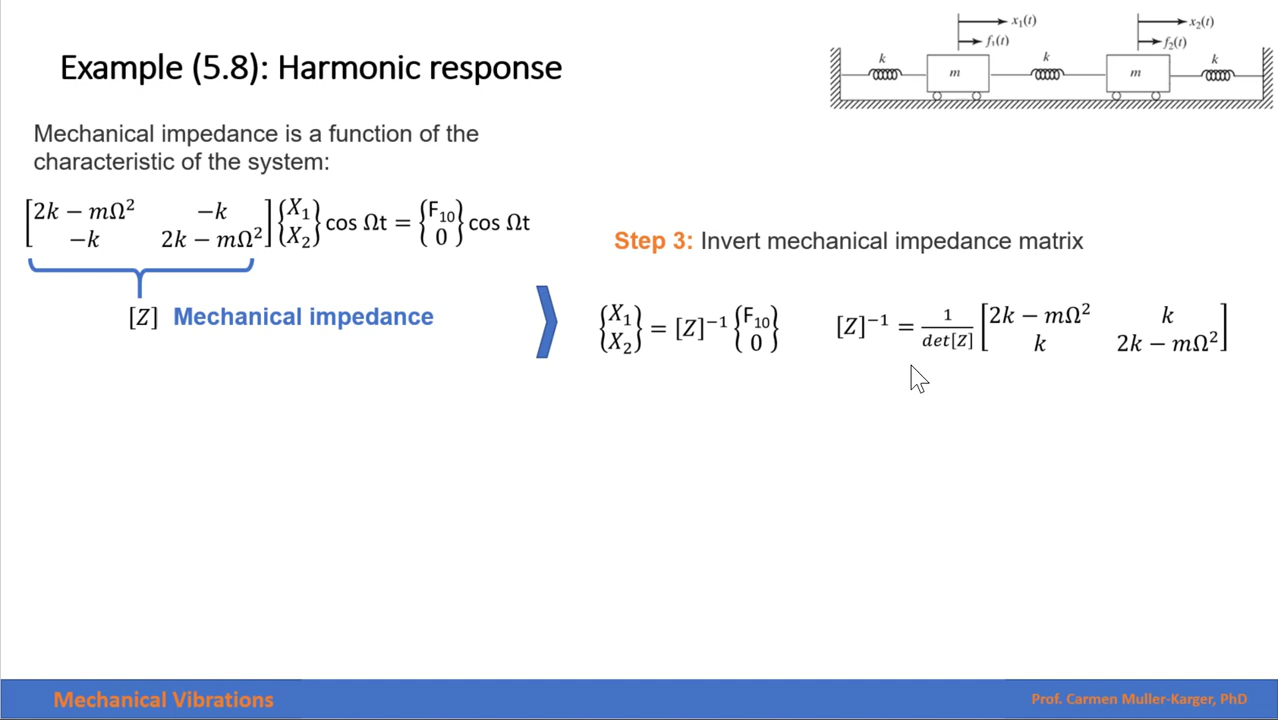 Example (5.8): Harmonic response
x₁(t)
f₁(t)
x₂(t)
f₂(t)
k
m
k
m
k
Mechanical impedance is a function of the
characteristic of the system:
[2k − mΩ² −k; −k 2k − mΩ²] {X₁; X₂} cos Ωt = {F₁₀; 0} cos Ωt
[Z] Mechanical impedance
Step 3: Invert mechanical impedance matrix
{X₁; X₂} = [Z]⁻¹ {F₁₀; 0}
[Z]⁻¹ = 1/det[Z] [2k − mΩ² k; k 2k − mΩ²]
Mechanical Vibrations
Prof. Carmen Muller-Karger, PhD